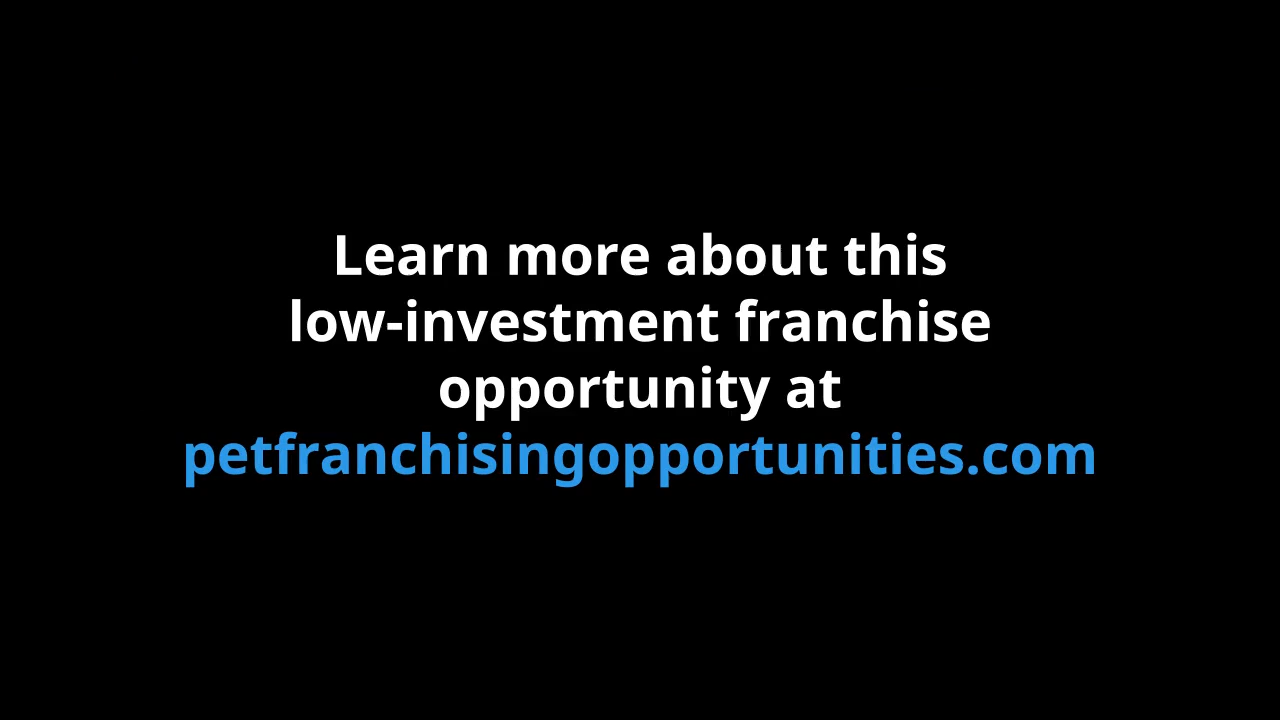 Learn more about this
low-investment franchise
opportunity at
petfranchisingopportunities.com